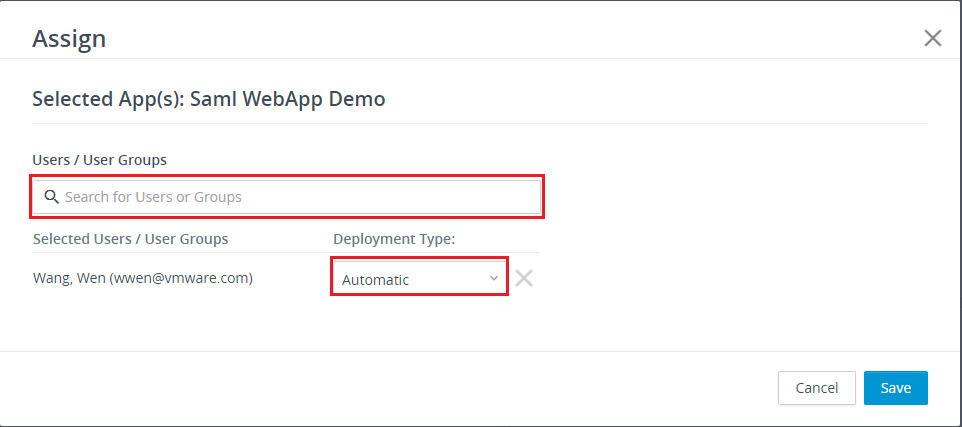 Assign
Selected App(s): Saml WebApp Demo
Users / User Groups
Search for Users or Groups
Selected Users / User Groups Deployment Type:
Wang, Wen (wwen@vmware.com) Automatic
Cancel Save